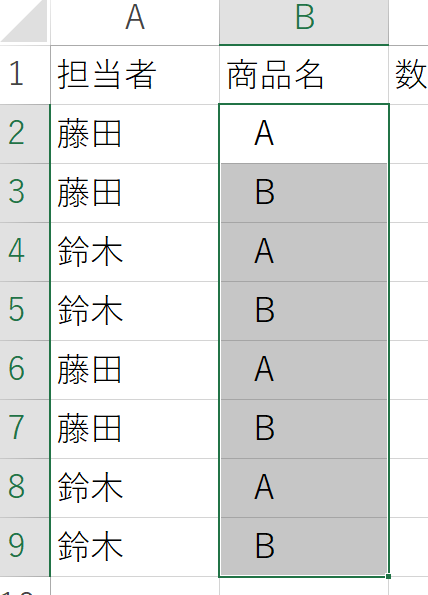 A B
1 担当者 商品名 数
2 藤田 A
3 藤田 B
4 鈴木 A
5 鈴木 B
6 藤田 A
7 藤田 B
8 鈴木 A
9 鈴木 B